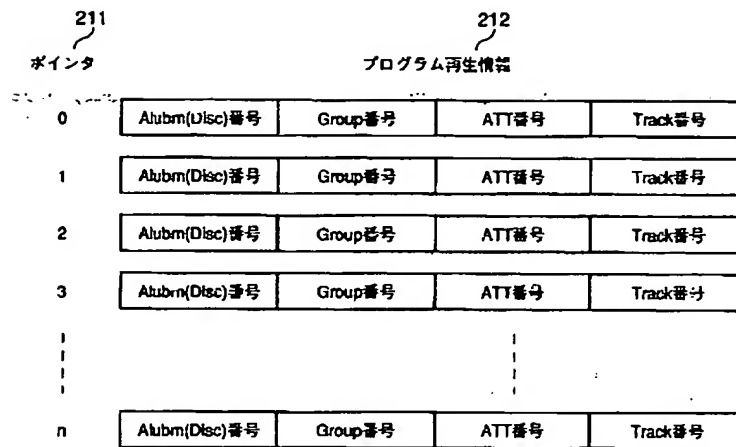 211 212
ポインタ プログラム再生情報
0 Alubm(Disc)番号 Group番号 ATT番号 Track番号
1 Alubm(Disc)番号 Group番号 ATT番号 Track番号
2 Alubm(Disc)番号 Group番号 ATT番号 Track番号
3 Alubm(Disc)番号 Group番号 ATT番号 Track番号
n Alubm(Disc)番号 Group番号 ATT番号 Track番号